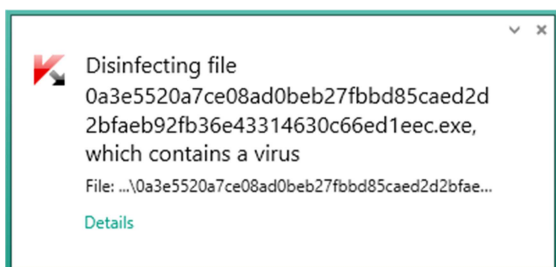 Disinfecting file
0a3e5520a7ce08ad0beb27fbbd85caed2d
2bfaeb92fb36e43314630c66ed1eec.exe,
which contains a virus
File: ...\0a3e5520a7ce08ad0beb27fbbd85caed2d2bfae...
Details